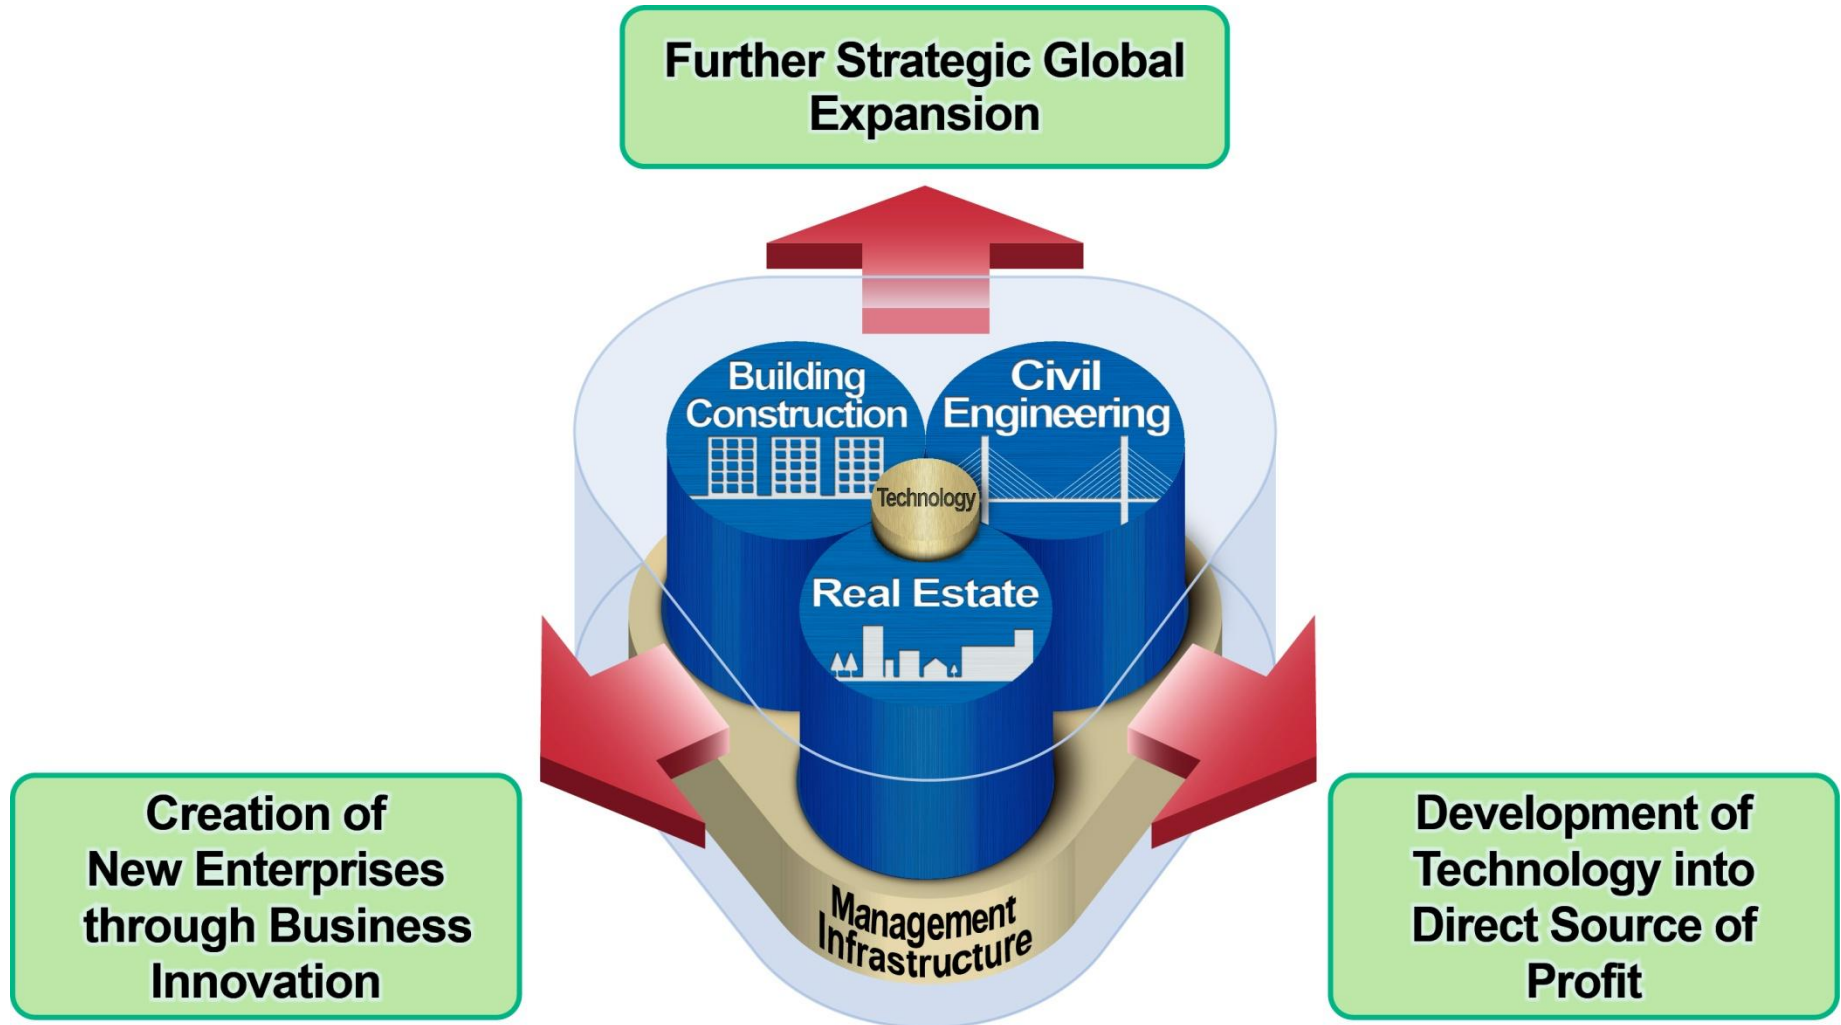 Further Strategic Global
Expansion
Building
Construction
Civil
Engineering
Technology
Real Estate
Management
Infrastructure
Creation of
New Enterprises
through Business
Innovation
Development of
Technology into
Direct Source of
Profit